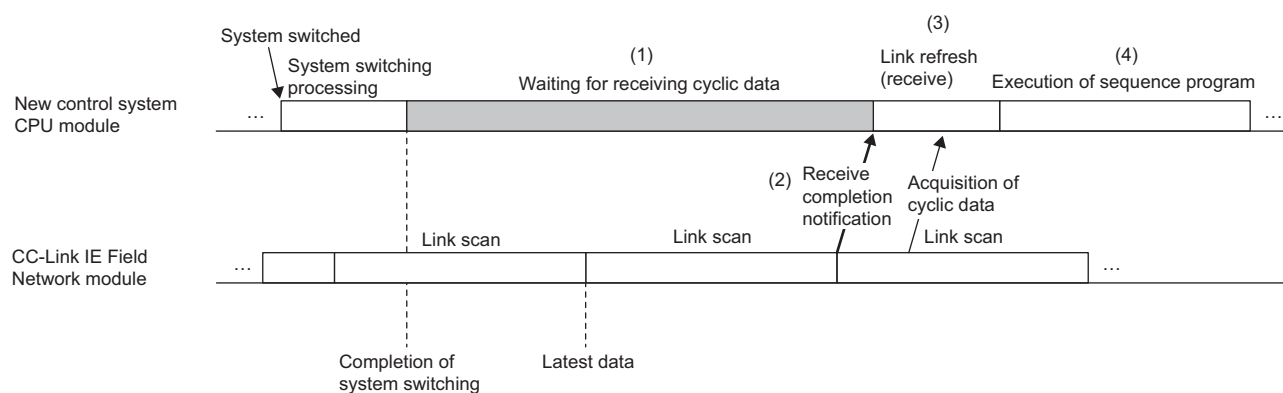 System switched
System switching
processing
(1)
Waiting for receiving cyclic data
(3)
Link refresh
(receive)
(4)
Execution of sequence program
New control system
CPU module
...
...
(2)
Receive
completion
notification
Acquisition of
cyclic data
Link scan
Link scan
Link scan
CC-Link IE Field
Network module
...
...
Completion of
system switching
Latest data